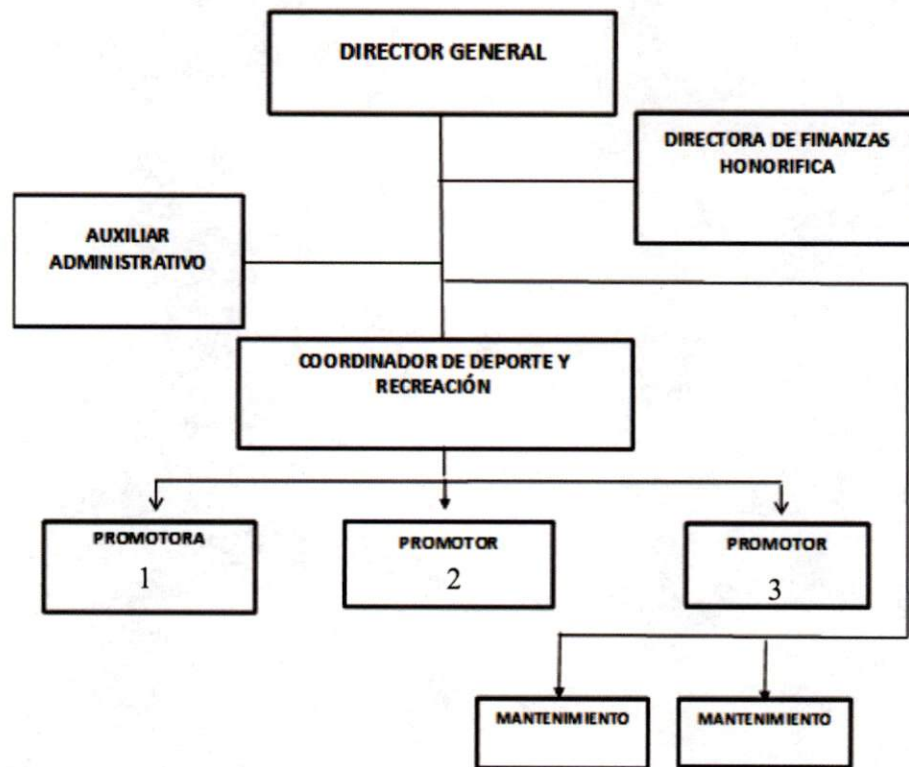 DIRECTOR GENERAL
DIRECTORA DE FINANZAS
HONORIFICA
AUXILIAR
ADMINISTRATIVO
COORDINADOR DE DEPORTE Y
RECREACIÓN
PROMOTORA
1
PROMOTOR
2
PROMOTOR
3
MANTENIMIENTO
MANTENIMIENTO